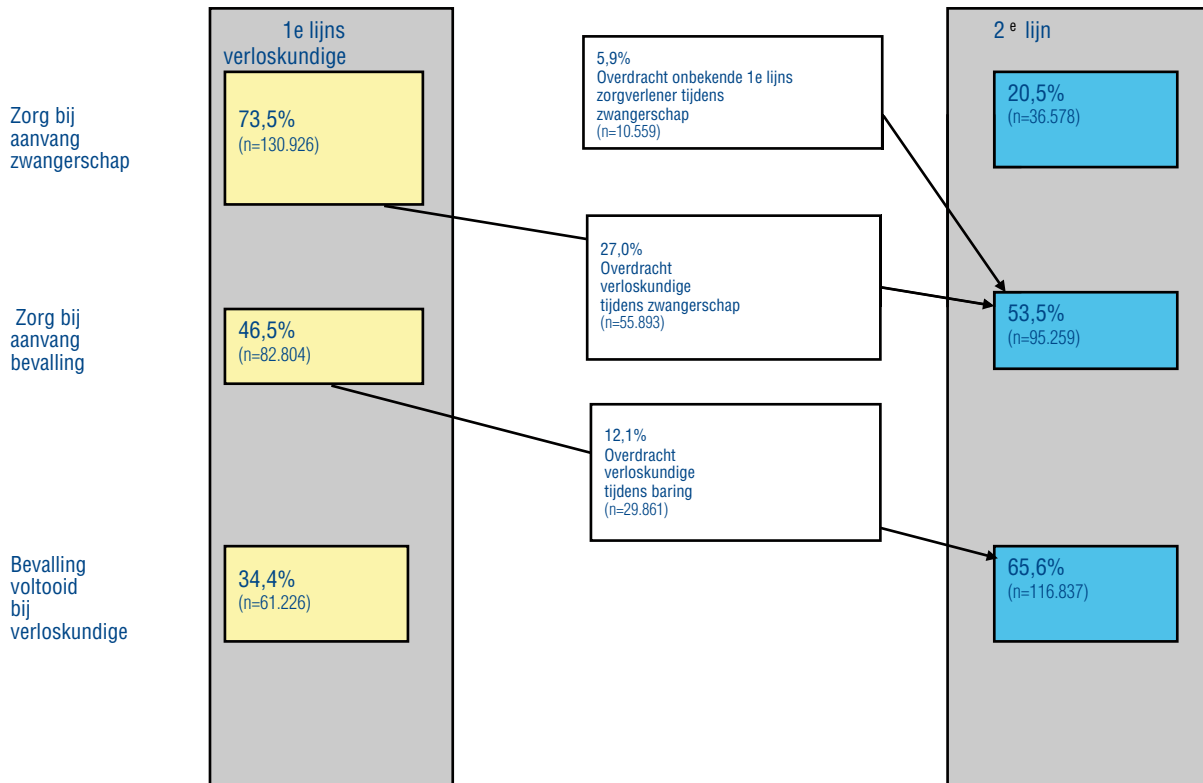 1e lijns
verloskundige
2 e lijn
Zorg bij
aanvang
zwangerschap
73,5%
(n=130.926)
5,9%
Overdracht onbekende 1e lijns
zorgverlener tijdens
zwangerschap
(n=10.559)
20,5%
(n=36.578)
27,0%
Overdracht
verloskundige
tijdens zwangerschap
(n=55.893)
Zorg bij
aanvang
bevalling
46,5%
(n=82.804)
53,5%
(n=95.259)
12,1%
Overdracht
verloskundige
tijdens baring
(n=29.861)
Bevalling
voltooid
bij
verloskundige
34,4%
(n=61.226)
65,6%
(n=116.837)